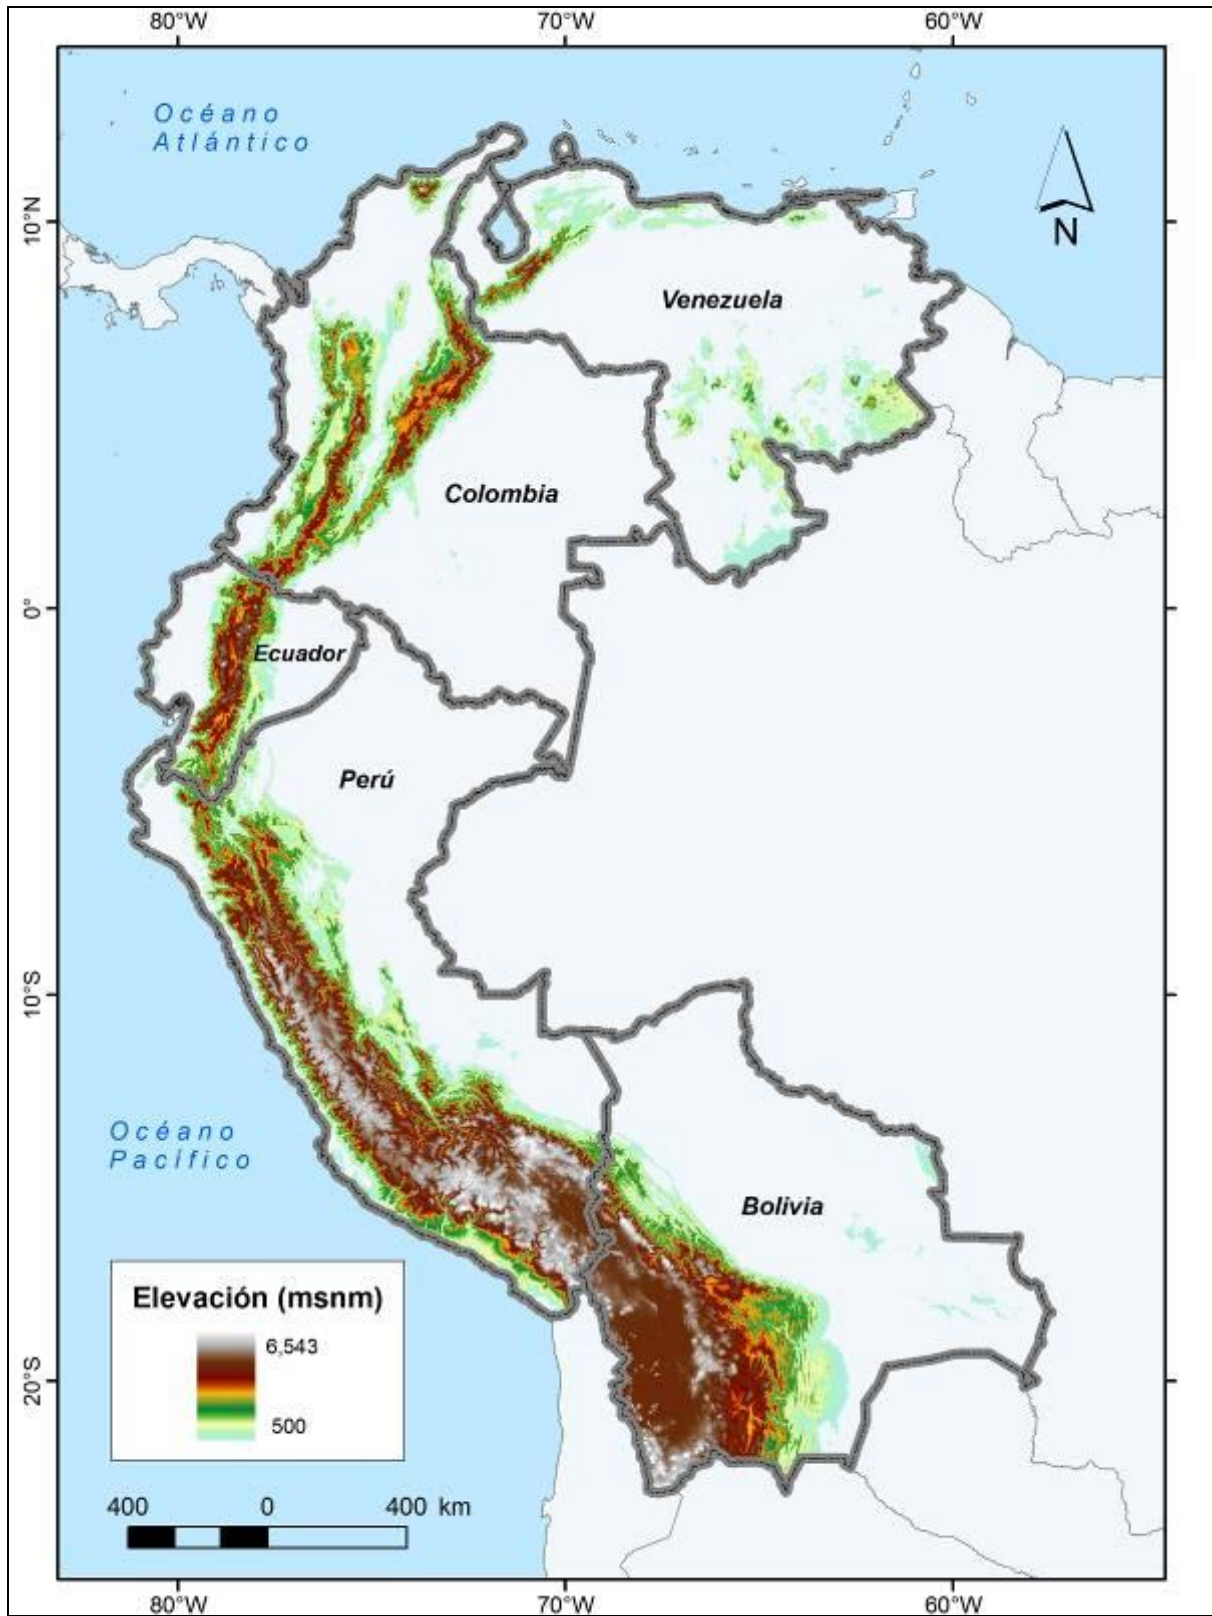 80°W 70°W 60°W
Océano
Atlántico
10°N
N
Venezuela
Colombia
0°
Ecuador
Perú
10°S
Océano
Pacífico
Bolivia
Elevación (msnm)
6,543
500
20°S
400 0 400 km
80°W 70°W 60°W